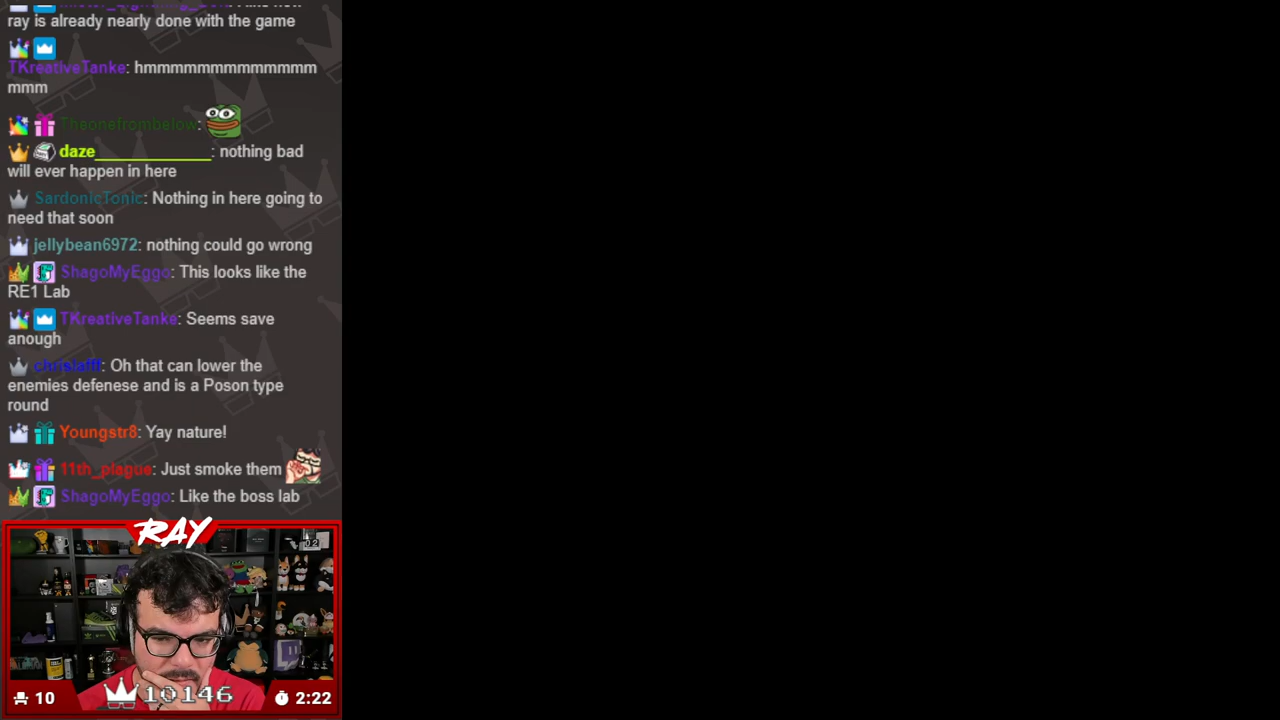 ray is already nearly done with the game
TKreativeTanke: hmmmmmmmmmmmmmm
mmm
Theonefrombelow:
daze______________: nothing bad
will ever happen in here
SardonicTonic: Nothing in here going to
need that soon
jellybean6972: nothing could go wrong
ShagoMyEggo: This looks like the
RE1 Lab
TKreativeTanke: Seems save
anough
chrislafff: Oh that can lower the
enemies defenese and is a Poson type
round
Youngstr8: Yay nature!
11th_plague: Just smoke them
ShagoMyEggo: Like the boss lab
RAY
10
10146
2:22